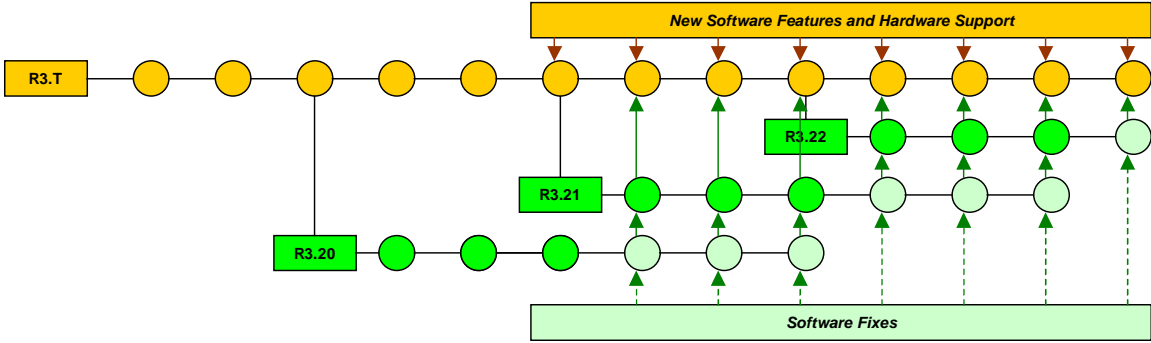 New Software Features and Hardware Support
R3.T
R3.22
R3.21
R3.20
Software Fixes